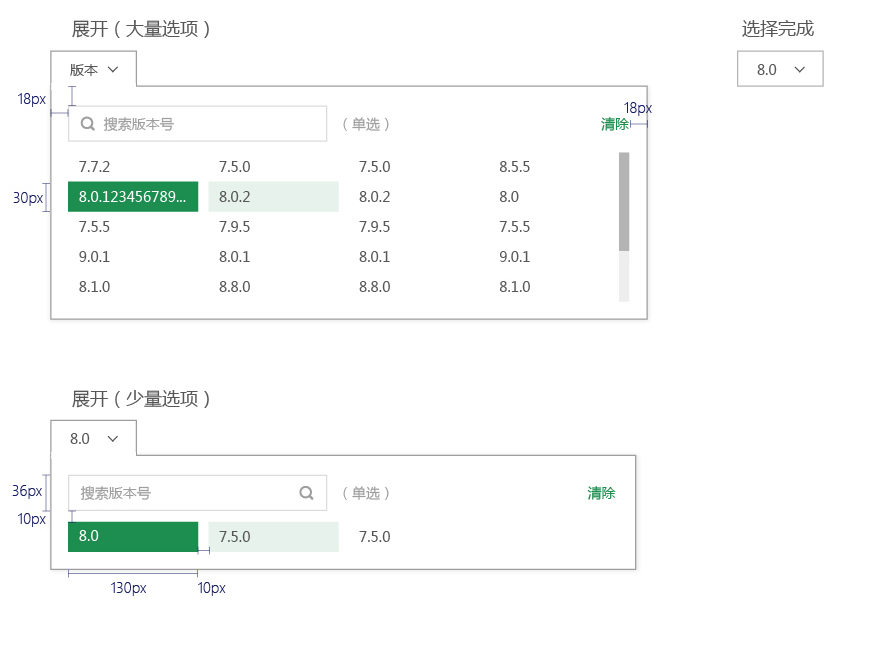 展开（大量选项）
选择完成
版本
8.0
18px
18px
搜索版本号
（单选）
清除
7.7.2 7.5.0 7.5.0 8.5.5
30px
8.0.123456789... 8.0.2 8.0.2 8.0
7.5.5 7.9.5 7.9.5 7.5.5
9.0.1 8.0.1 8.0.1 9.0.1
8.1.0 8.8.0 8.8.0 8.1.0
展开（少量选项）
8.0
36px
搜索版本号
（单选）
清除
10px
8.0 7.5.0 7.5.0
130px
10px